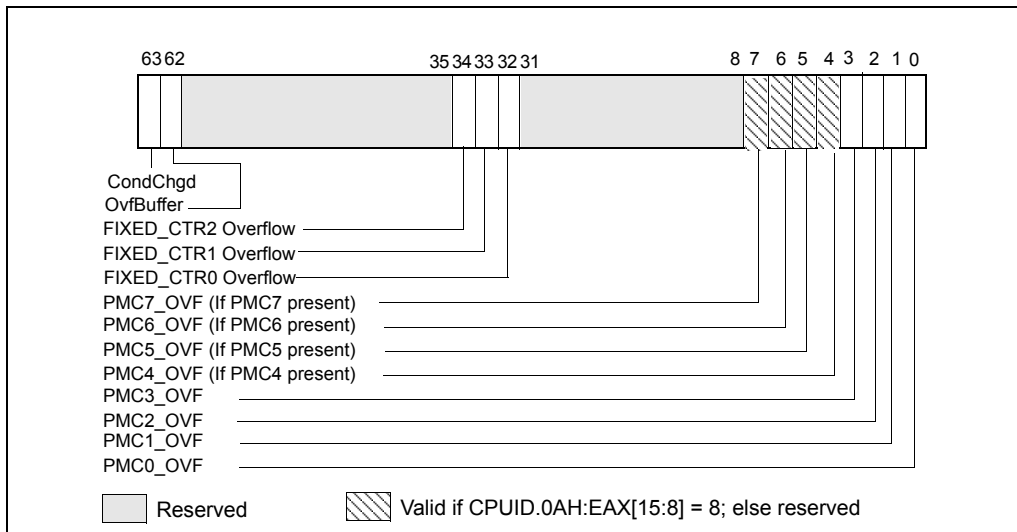 63 62 35 34 33 32 31 8 7 6 5 4 3 2 1 0
CondChgd
OvfBuffer
FIXED_CTR2 Overflow
FIXED_CTR1 Overflow
FIXED_CTR0 Overflow
PMC7_OVF (If PMC7 present)
PMC6_OVF (If PMC6 present)
PMC5_OVF (If PMC5 present)
PMC4_OVF (If PMC4 present)
PMC3_OVF
PMC2_OVF
PMC1_OVF
PMC0_OVF
Reserved Valid if CPUID.0AH:EAX[15:8] = 8; else reserved